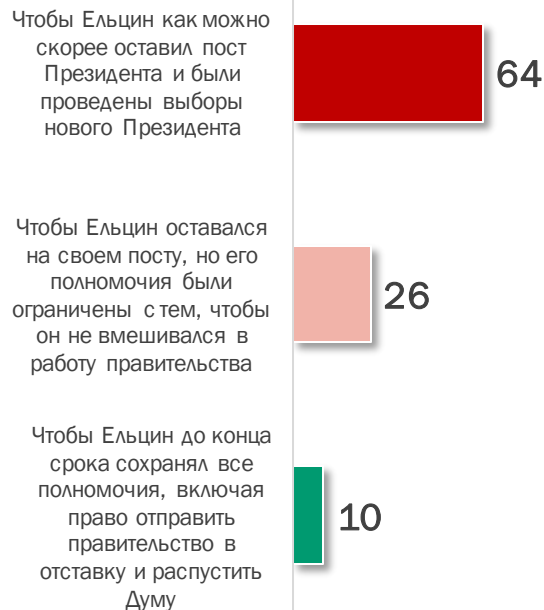 Чтобы Ельцин как можно
скорее оставил пост
Президента и были
проведены выборы
нового Президента
64
Чтобы Ельцин оставался
на своем посту, но его
полномочия были
ограничены с тем, чтобы
он не вмешивался в
работу правительства
26
Чтобы Ельцин до конца
срока сохранял все
полномочия, включая
право отправить
правительство в
отставку и распустить
Думу
10